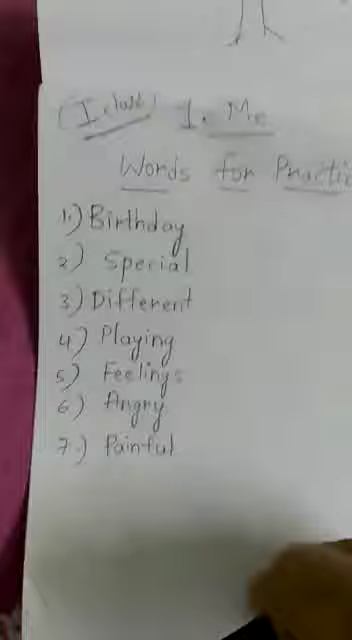 (I class) 1. Me
Words for Practi
1.) Birthday
2) Special
3) Different
4) Playing
5) Feelings
6) Angry
7.) Painful